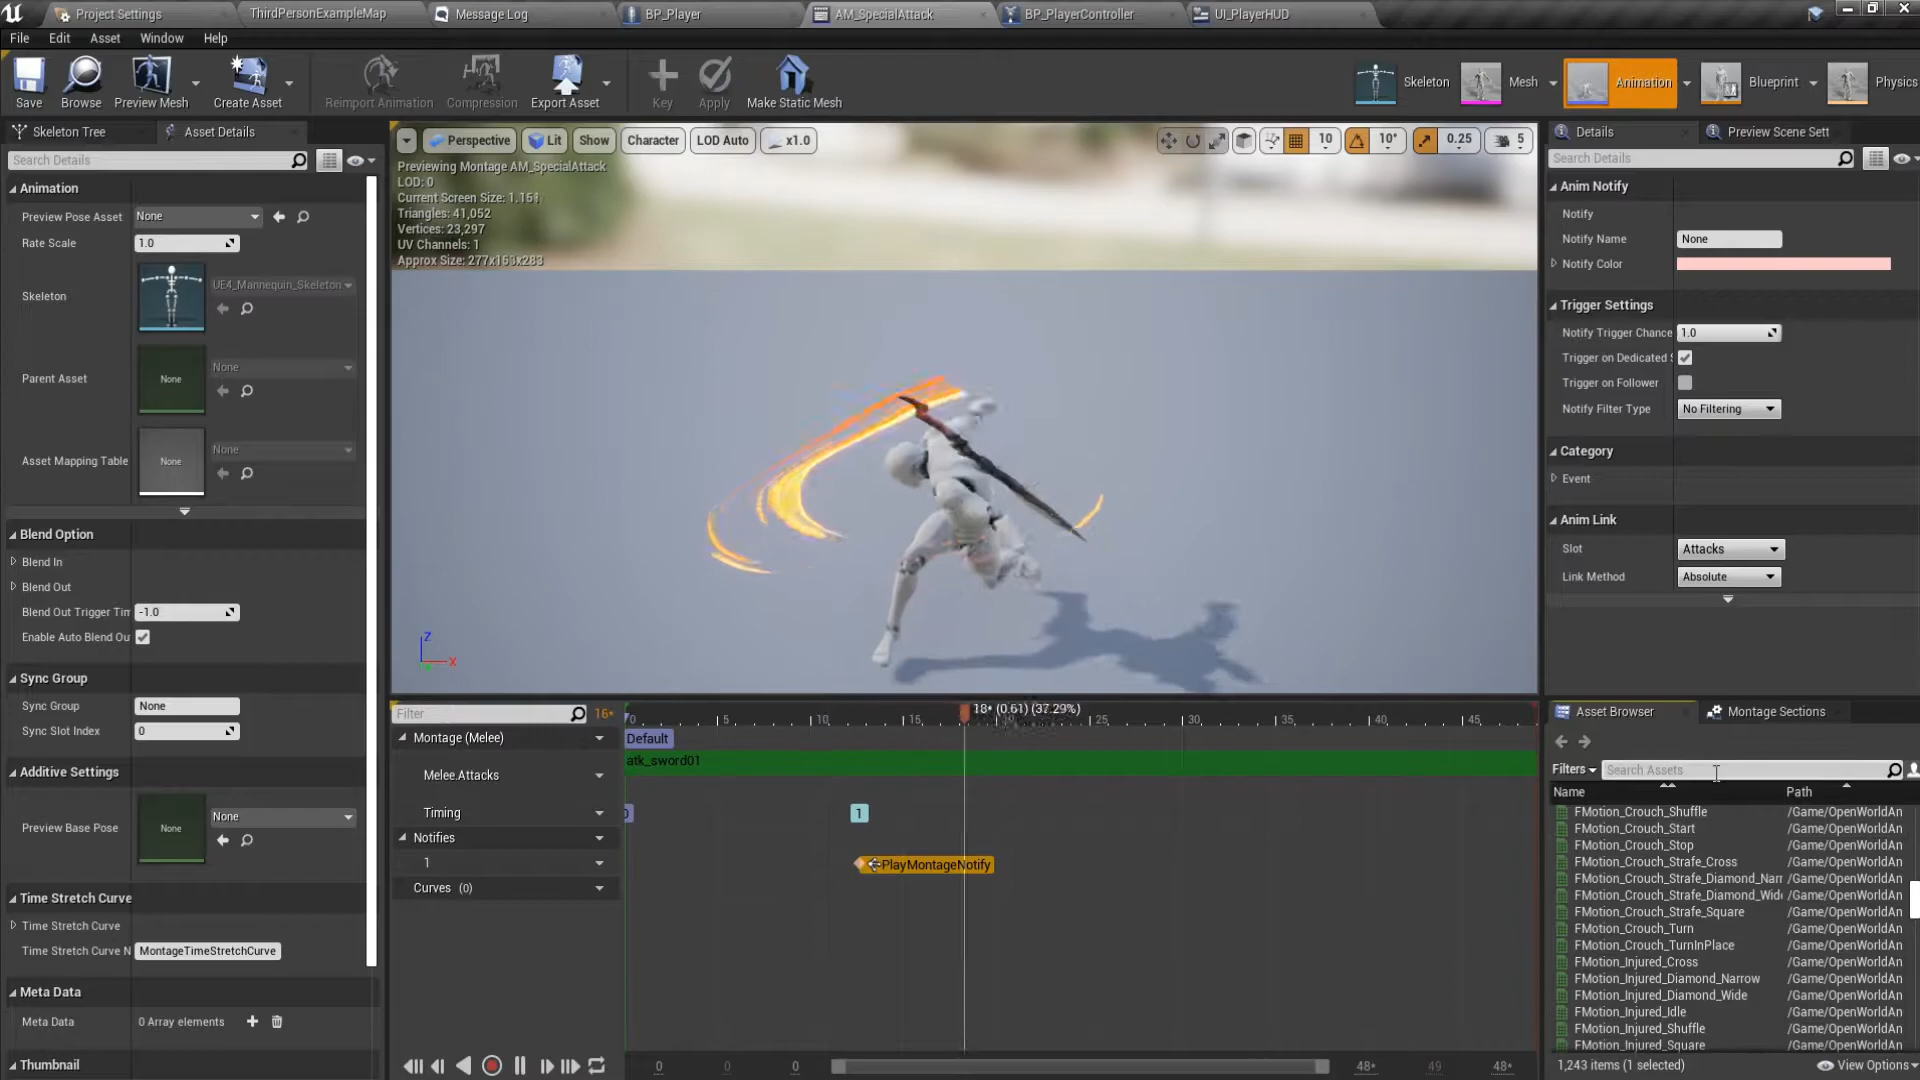 Project Settings
ThirdPersonExampleMap
Message Log
BP_Player
AM_SpecialAttack
BP_PlayerController
UI_PlayerHUD
File Edit Asset Window Help
Save
Browse
Preview Mesh
Create Asset
Reimport Animation
Compression
Export Asset
Key
Apply
Make Static Mesh
Skeleton
Mesh
Animation
Blueprint
Physics
Skeleton Tree
Asset Details
Search Details
Animation
Preview Pose Asset None
Rate Scale 1.0
Skeleton UE4_Mannequin_Skeleton
Parent Asset None None
Asset Mapping Table None None
Blend Option
Blend In
Blend Out
Blend Out Trigger Tim -1.0
Enable Auto Blend Ou
Sync Group
Sync Group None
Sync Slot Index 0
Additive Settings
Preview Base Pose None None
Time Stretch Curve
Time Stretch Curve
Time Stretch Curve N MontageTimeStretchCurve
Meta Data
Meta Data 0 Array elements
Thumbnail
Perspective Lit Show Character LOD Auto x1.0
10 10° 0.25 5
Previewing Montage AM_SpecialAttack
LOD: 0
Current Screen Size: 1.151
Triangles: 41,052
Vertices: 23,297
UV Channels: 1
Approx Size: 277x163x283
Z
X
Filter 16*
0 5 10 15 18* (0.61) (37.29%) 25 30 35 40 45
Montage (Melee) Default
atk_sword01
Melee.Attacks
Timing 1
Notifies
1 PlayMontageNotify
Curves (0)
0 0 0 48* 49 48*
Details
Preview Scene Sett
Search Details
Anim Notify
Notify
Notify Name None
Notify Color
Trigger Settings
Notify Trigger Chance 1.0
Trigger on Dedicated S
Trigger on Follower
Notify Filter Type No Filtering
Category
Event
Anim Link
Slot Attacks
Link Method Absolute
Asset Browser
Montage Sections
Filters Search Assets
Name Path
FMotion_Crouch_Shuffle /Game/OpenWorldAn
FMotion_Crouch_Start /Game/OpenWorldAn
FMotion_Crouch_Stop /Game/OpenWorldAn
FMotion_Crouch_Strafe_Cross /Game/OpenWorldAn
FMotion_Crouch_Strafe_Diamond_Narr /Game/OpenWorldAn
FMotion_Crouch_Strafe_Diamond_Wide /Game/OpenWorldAn
FMotion_Crouch_Strafe_Square /Game/OpenWorldAn
FMotion_Crouch_Turn /Game/OpenWorldAn
FMotion_Crouch_TurnInPlace /Game/OpenWorldAn
FMotion_Injured_Cross /Game/OpenWorldAn
FMotion_Injured_Diamond_Narrow /Game/OpenWorldAn
FMotion_Injured_Diamond_Wide /Game/OpenWorldAn
FMotion_Injured_Idle /Game/OpenWorldAn
FMotion_Injured_Shuffle /Game/OpenWorldAn
FMotion_Injured_Square /Game/OpenWorldAn
1,243 items (1 selected) View Options